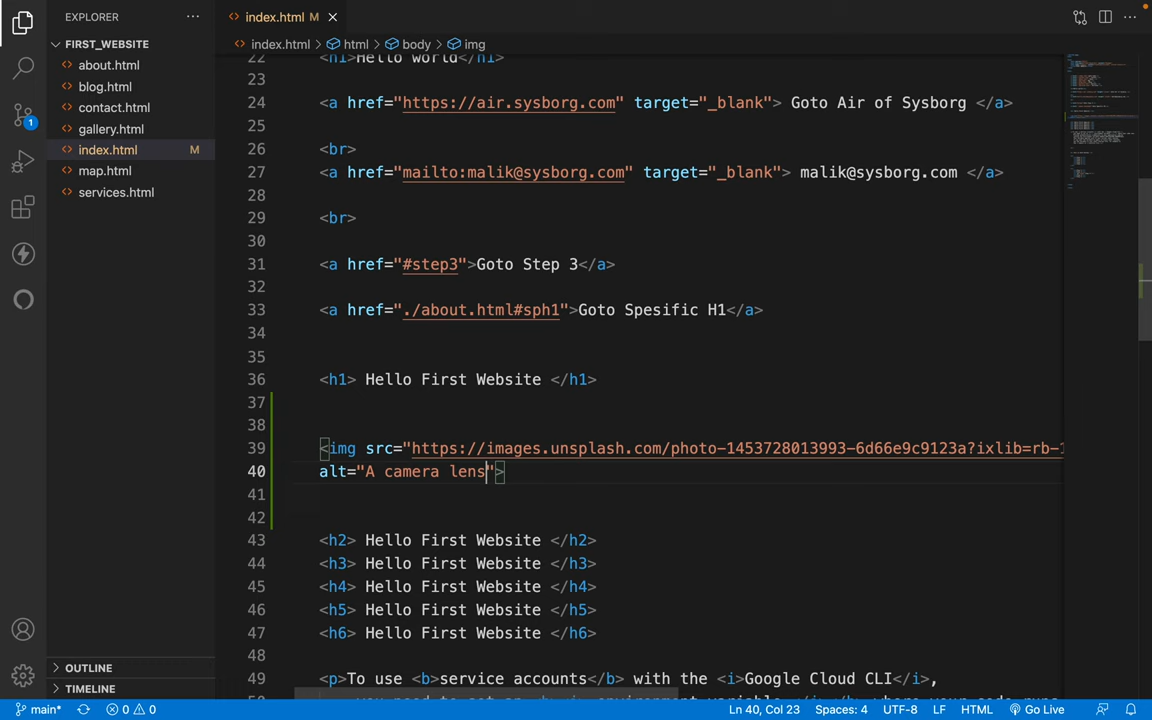 EXPLORER
index.html M
FIRST_WEBSITE
index.html > html > body > img
about.html
blog.html
contact.html
gallery.html
index.html M
map.html
services.html
1
22 <h1>Hello world</h1>
23
24 <a href="https://air.sysborg.com" target="_blank"> Goto Air of Sysborg </a>
25
26 <br>
27 <a href="mailto:malik@sysborg.com" target="_blank"> malik@sysborg.com </a>
28
29 <br>
30
31 <a href="#step3">Goto Step 3</a>
32
33 <a href="./about.html#sph1">Goto Spesific H1</a>
34
35
36 <h1> Hello First Website </h1>
37
38
39 <img src="https://images.unsplash.com/photo-1453728013993-6d66e9c9123a?ixlib=rb-1
40 alt="A camera lens">
41
42
43 <h2> Hello First Website </h2>
44 <h3> Hello First Website </h3>
45 <h4> Hello First Website </h4>
46 <h5> Hello First Website </h5>
47 <h6> Hello First Website </h6>
48
49 <p>To use <b>service accounts</b> with the <i>Google Cloud CLI</i>,
OUTLINE
TIMELINE
main* 0 0 Ln 40, Col 23 Spaces: 4 UTF-8 LF HTML Go Live